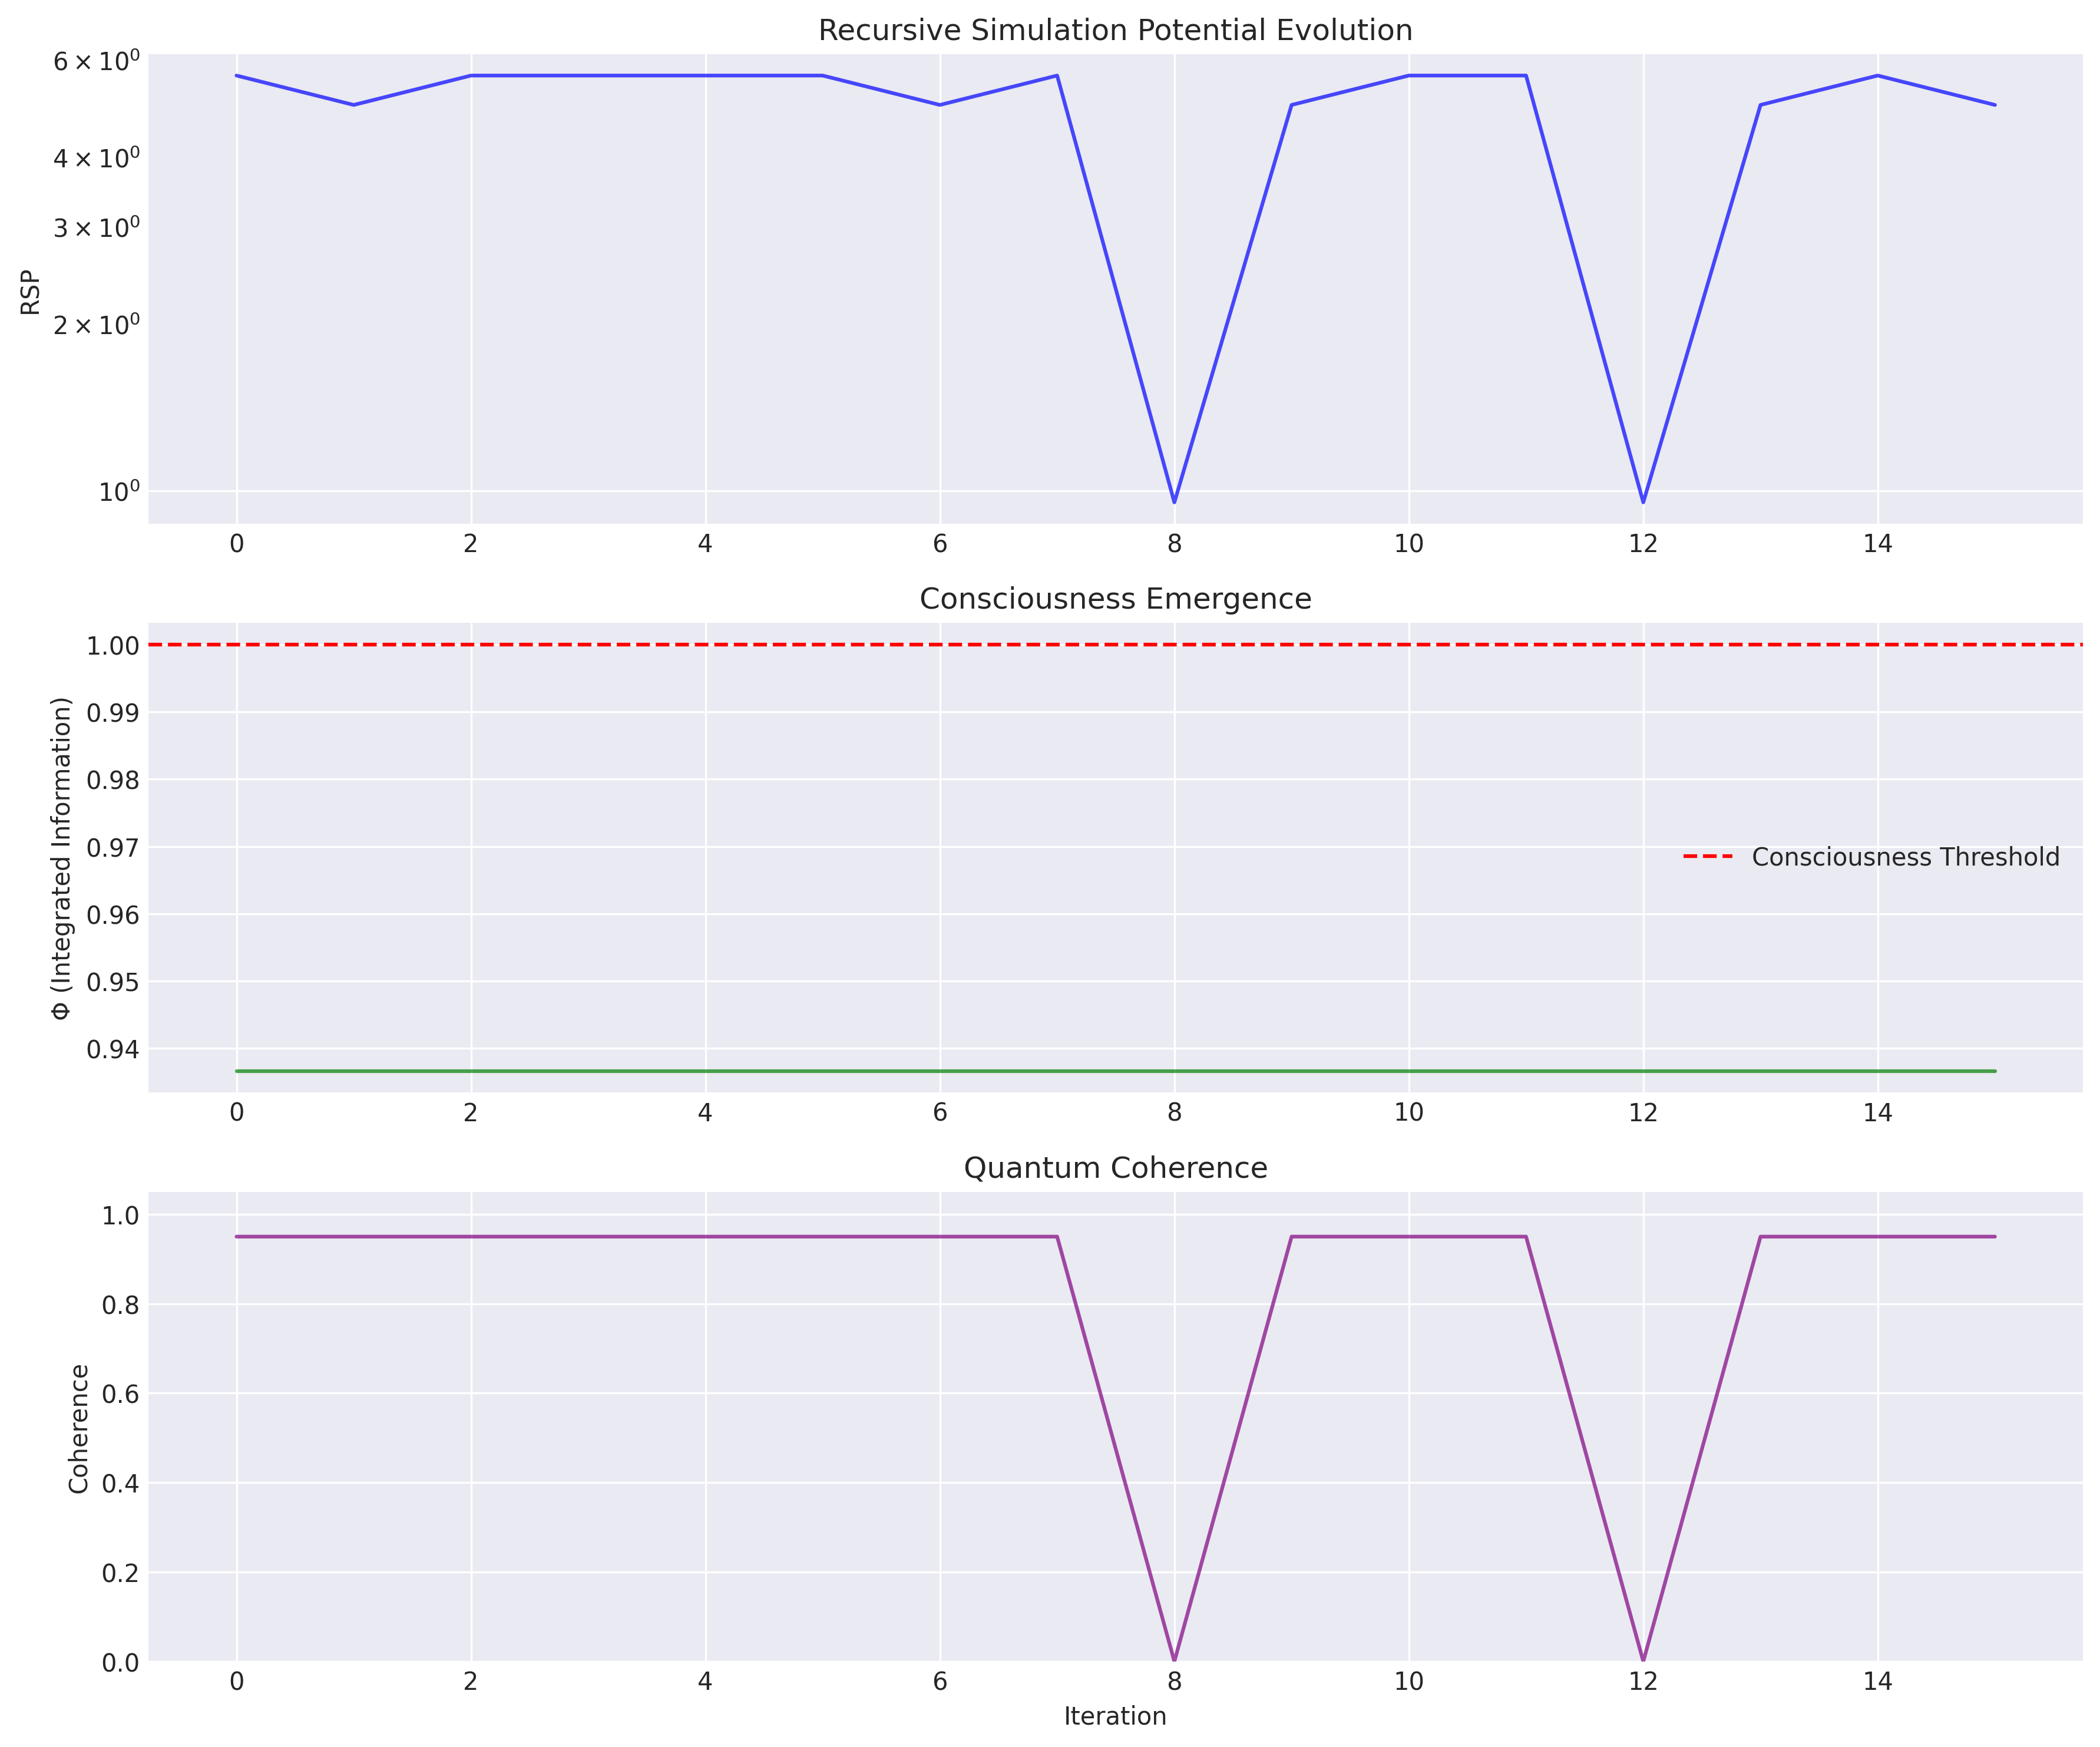 Recursive Simulation Potential Evolution
6 × 10⁰
4 × 10⁰
3 × 10⁰
2 × 10⁰
10⁰
RSP
0 2 4 6 8 10 12 14
Consciousness Emergence
1.00
0.99
0.98
0.97
0.96
0.95
0.94
Φ (Integrated Information)
Consciousness Threshold
0 2 4 6 8 10 12 14
Quantum Coherence
1.0
0.8
0.6
0.4
0.2
0.0
Coherence
0 2 4 6 8 10 12 14
Iteration